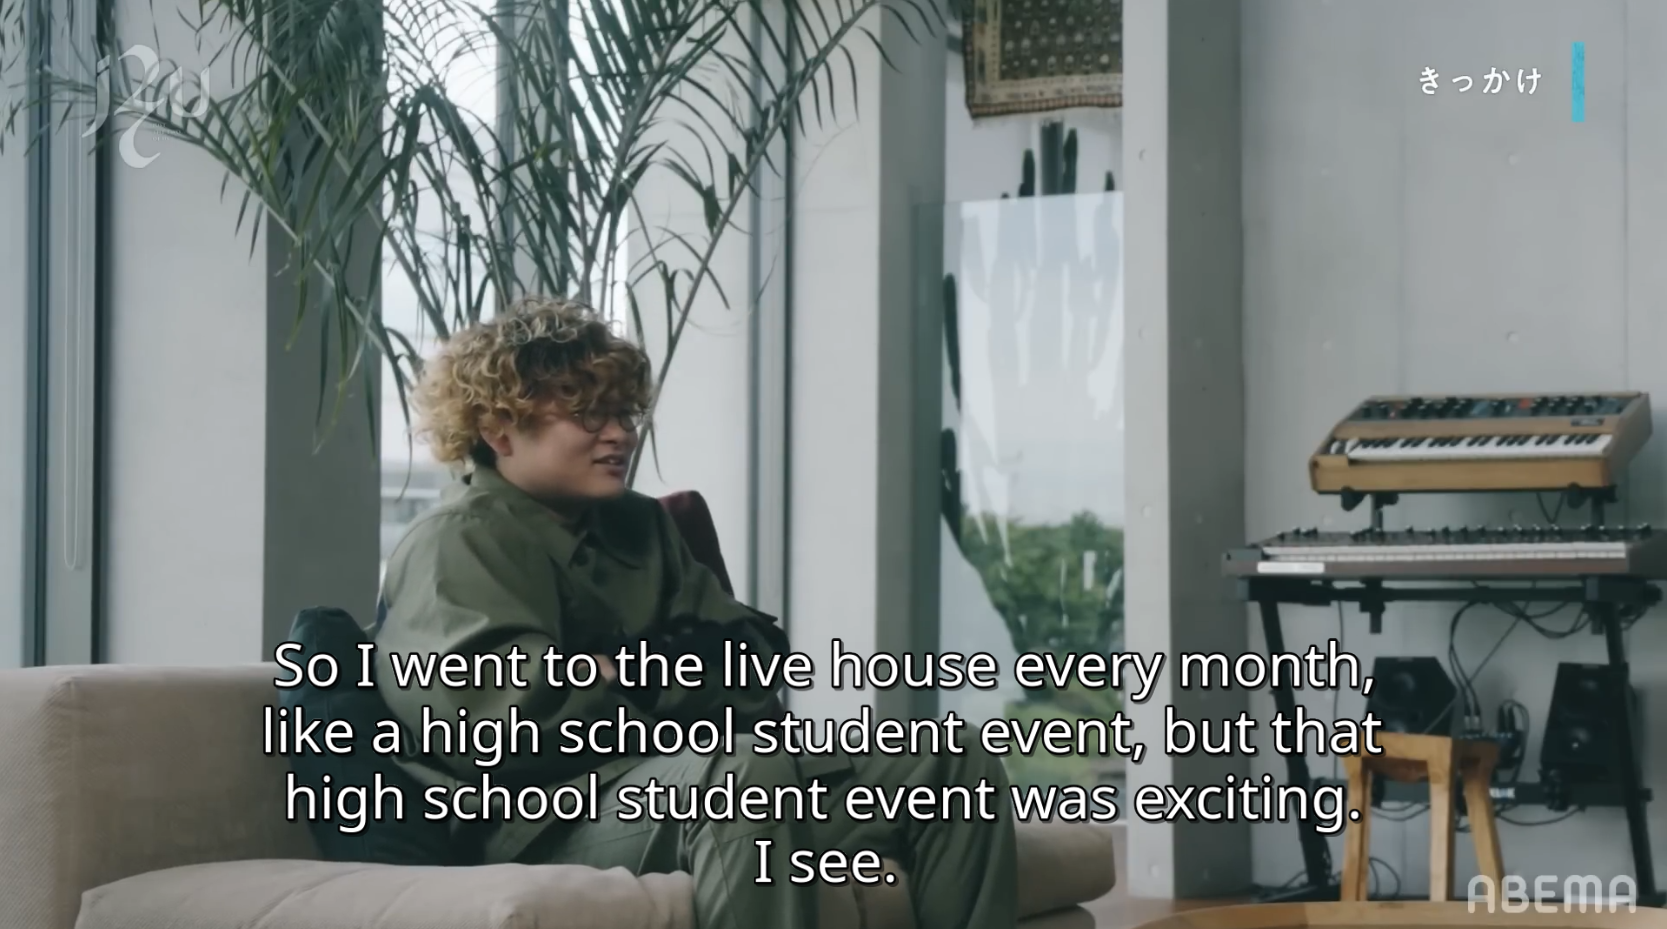 きっかけ
So I went to the live house every month,
like a high school student event, but that
high school student event was exciting.
I see.
ABEMA